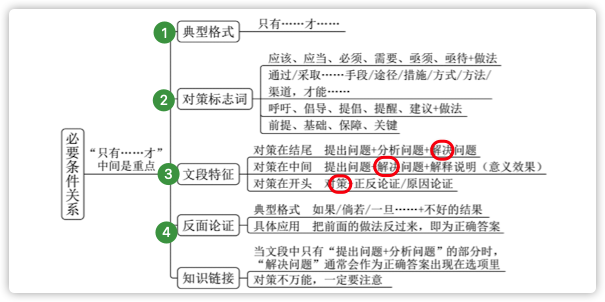 必要条件关系
“只有……才”
中间是重点
1
典型格式
只有……才……
2
对策标志词
应该、应当、必须、需要、亟须、亟待+做法
通过/采取……手段/途径/措施/方式/方法/
渠道，才能……
呼吁、倡导、提倡、提醒、建议+做法
前提、基础、保障、关键
3
文段特征
对策在结尾 提出问题+分析问题+解决问题
对策在中间 提出问题+解决问题+解释说明（意义效果）
对策在开头 对策+正反论证/原因论证
4
反面论证
典型格式 如果/倘若/一旦……+不好的结果
具体应用 把前面的做法反过来，即为正确答案
知识链接
当文段中只有“提出问题+分析问题”的部分时，
“解决问题”通常会作为正确答案出现在选项里
对策不万能，一定要注意